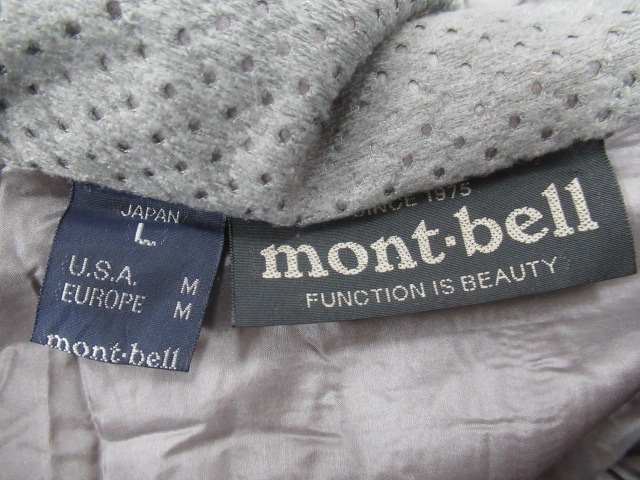 JAPAN
L
U.S.A. M
EUROPE M
mont·bell
SINCE 1975
mont·bell
FUNCTION IS BEAUTY